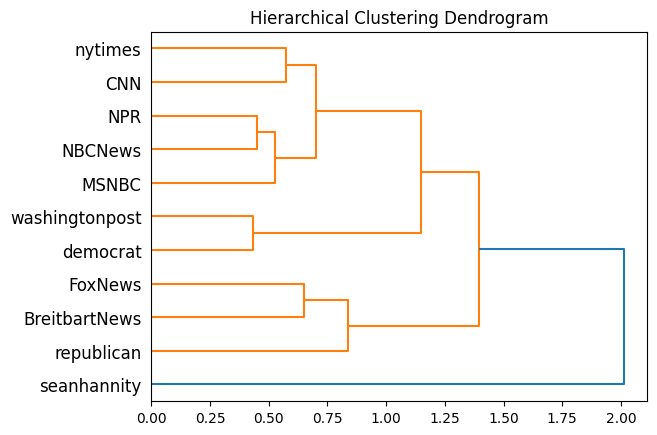 Hierarchical Clustering Dendrogram
nytimes
CNN
NPR
NBCNews
MSNBC
washingtonpost
democrat
FoxNews
BreitbartNews
republican
seanhannity
0.00 0.25 0.50 0.75 1.00 1.25 1.50 1.75 2.00